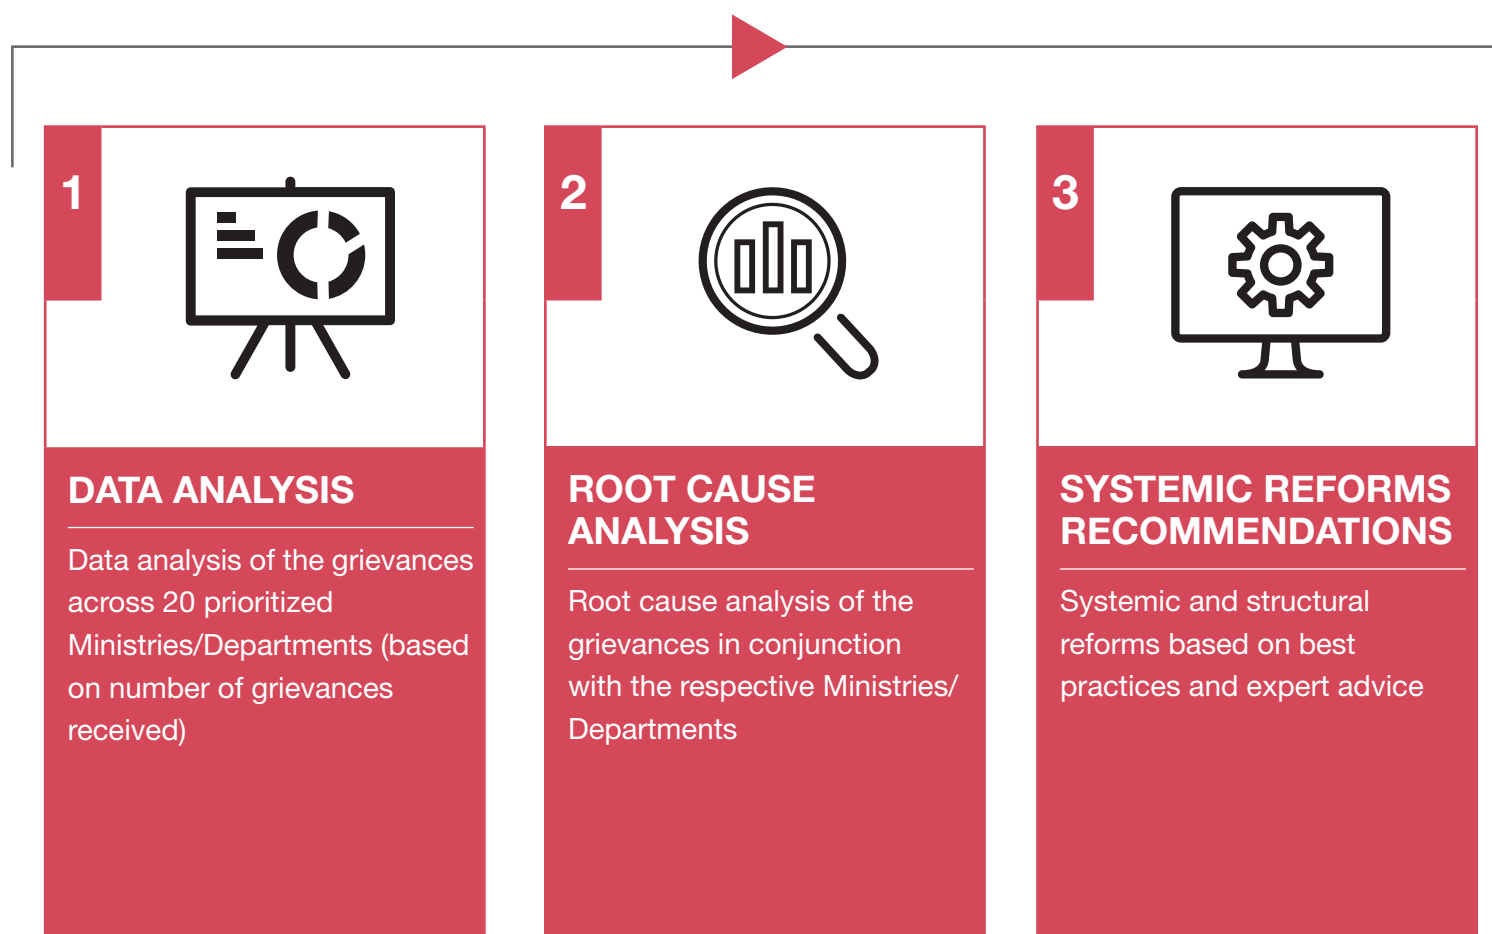 1
DATA ANALYSIS
Data analysis of the grievances
across 20 prioritized
Ministries/Departments (based
on number of grievances
received)
2
ROOT CAUSE
ANALYSIS
Root cause analysis of the
grievances in conjunction
with the respective Ministries/
Departments
3
SYSTEMIC REFORMS
RECOMMENDATIONS
Systemic and structural
reforms based on best
practices and expert advice